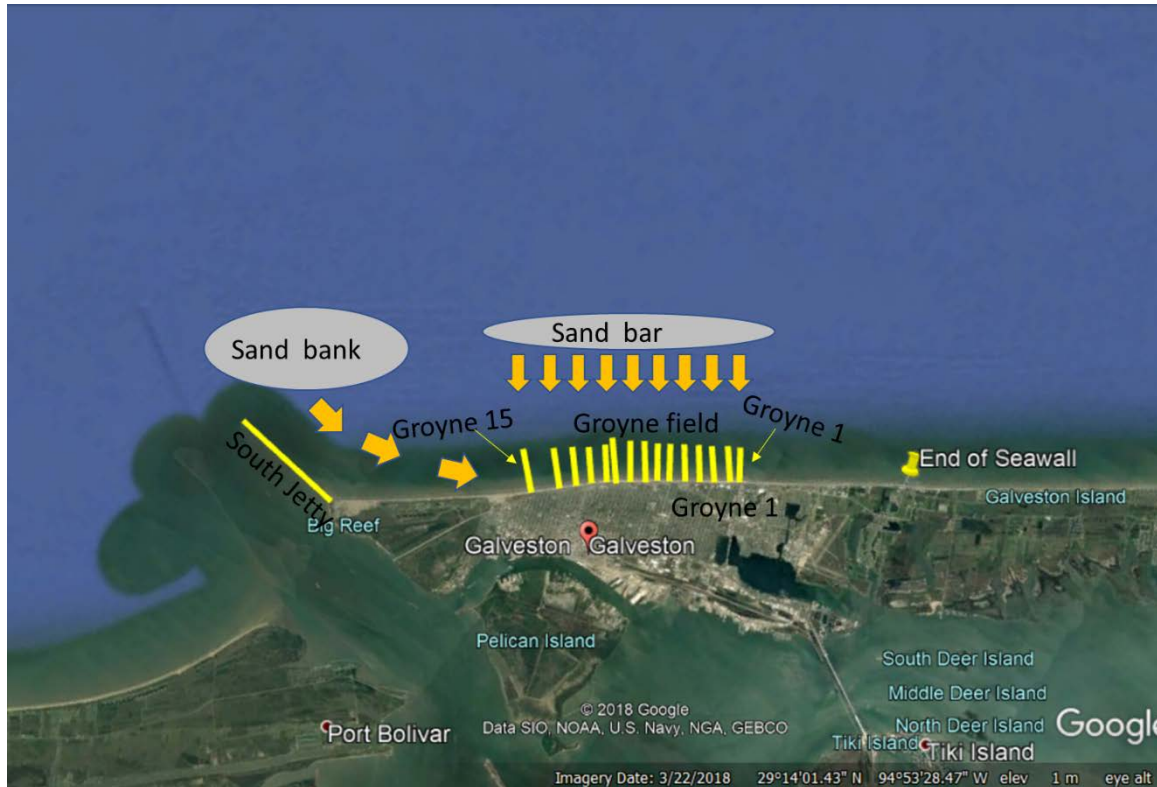 Sand bank
Sand bar
Groyne 15
Groyne field
Groyne 1
South Jettty
End of Seawall
Galveston Island
Groyne 1
Big Reef
Galveston
Galveston
Pelican Island
South Deer Island
Middle Deer Island
© 2018 Google
North Deer Island
Google
Port Bolivar
Data SIO, NOAA, U.S. Navy, NGA, GEBCO
Tiki Island
Tiki Island
Imagery Date: 3/22/2018 29°14'01.43" N 94°53'28.47" W elev 1 m eye alt